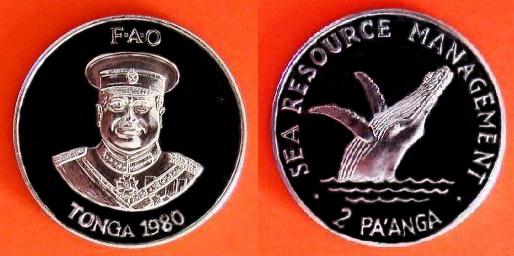 F·A·O
TONGA 1980
SEA RESOURCE MANAGEMENT
· 2 PA'ANGA ·